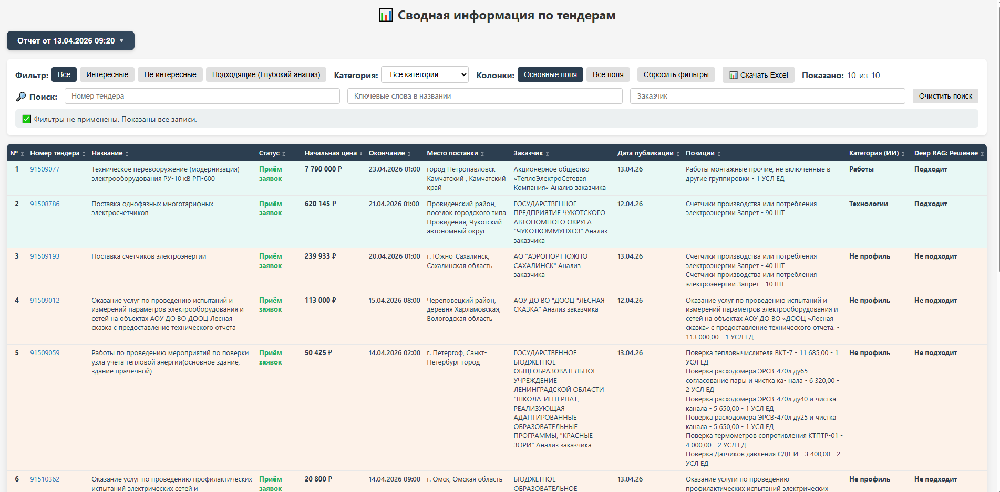 📊 Сводная информация по тендерам
Отчет от 13.04.2026 09:20 ▼
Фильтр: Все Интересные Не интересные Подходящие (Глубокий анализ) Категория: Все категории Колонки: Основные поля Все поля Сбросить фильтры 📊 Скачать Excel Показано: 10 из 10
🔎 Поиск: Номер тендера Ключевые слова в названии Заказчик Очистить поиск
✅ Фильтры не применены. Показаны все записи.
№ ↕ Номер тендера ↕ Название ↕ Статус ↕ Начальная цена ↓ Окончание ↕ Место поставки ↕ Заказчик ↕ Дата публикации ↕ Позиции ↕ Категория (ИИ) ↕ Deep RAG: Решение ↕
1 91509077 Техническое перевооружение (модернизация) Приём 7 790 000 ₽ 23.04.2026 01:00 город Петропавловск- Акционерное общество 13.04.26 Работы монтажные прочие, не включенные в Работы Подходит
электрооборудования РУ-10 кВ РП-600 заявок Камчатский , Камчатский «ТеплоЭлектроСетевая другие группировки - 1 УСЛ ЕД
край Компания» Анализ заказчика
2 91508786 Поставка однофазных многотарифных Приём 620 145 ₽ 21.04.2026 01:00 Провиденский район, ГОСУДАРСТВЕННОЕ 12.04.26 Счетчики производства или потребления Технологии Подходит
электросчетчиков заявок поселок городского типа ПРЕДПРИЯТИЕ ЧУКОТСКОГО электроэнергии Запрет - 90 ШТ
Провидения, Чукотский АВТОНОМНОГО ОКРУГА
автономный округ "ЧУКОТКОММУНХОЗ" Анализ
заказчика
3 91509193 Поставка счетчиков электроэнергии Приём 239 933 ₽ 20.04.2026 01:00 г. Южно-Сахалинск, АО "АЭРОПОРТ ЮЖНО- 13.04.26 Счетчики производства или потребления Не профиль Не подходит
заявок Сахалинская область САХАЛИНСК" Анализ электроэнергии Запрет - 40 ШТ
заказчика Счетчики производства или потребления
электроэнергии Запрет - 10 ШТ
4 91509012 Оказание услуг по проведению испытаний и Приём 113 000 ₽ 15.04.2026 08:00 Череповецкий район, АОУ ДО ВО "ДООЦ "ЛЕСНАЯ 12.04.26 Оказание услуг по проведению испытаний и Не профиль Не подходит
измерений параметров электрооборудования и заявок деревня Харламовская, СКАЗКА" Анализ заказчика измерений параметров электрооборудования и
сетей на объектах АОУ ДО ВО ДООЦ Лесная Вологодская область сетей на объектах АОУ ДО ВО «ДООЦ «Лесная
сказка с предоставление технического отчета сказка» с предоставление технического отчета. -
113 000,00 - 1 УСЛ ЕД
5 91509059 Работы по проведению мероприятий по поверки Приём 50 425 ₽ 14.04.2026 02:00 г. Петергоф, Санкт- ГОСУДАРСТВЕННОЕ 13.04.26 Поверка тепловычислителя ВКТ-7 - 11 685,00 - 1 Не профиль Не подходит
узла учета тепловой энергии(основное здание, заявок Петербург город БЮДЖЕТНОЕ УСЛ ЕД
здание прачечной) ОБЩЕОБРАЗОВАТЕЛЬНОЕ Поверка расходомера ЭРСВ-470л ду65
УЧРЕЖДЕНИЕ согласование пары и чистка ка- нала - 6 320,00 -
ЛЕНИНГРАДСКОЙ ОБЛАСТИ 2 УСЛ ЕД
"ШКОЛА-ИНТЕРНАТ, Поверка расходомера ЭРСВ-470л ду40 и чистка
РЕАЛИЗУЮЩАЯ канала - 5 650,00 - 1 УСЛ ЕД
АДАПТИРОВАННЫЕ Поверка расходомера ЭРСВ-470л ду25 и чистка
ОБРАЗОВАТЕЛЬНЫЕ канала - 5 650,00 - 1 УСЛ ЕД
ПРОГРАММЫ, "КРАСНЫЕ Поверка термометров сопротивления КТПТР-01 -
ЗОРИ" Анализ заказчика 4 000,00 - 2 УСЛ ЕД
Поверка Датчиков давления СДВ-И - 3 400,00 - 2
УСЛ ЕД
6 91510362 Оказание услуг по проведению профилактических Приём 20 800 ₽ 14.04.2026 09:00 г. Омск, Омская область БЮДЖЕТНОЕ 13.04.26 Оказание услуги по проведению Не профиль Не подходит
испытаний электрических сетей и заявок ОБРАЗОВАТЕЛЬНОЕ профилактических испытаний электрических